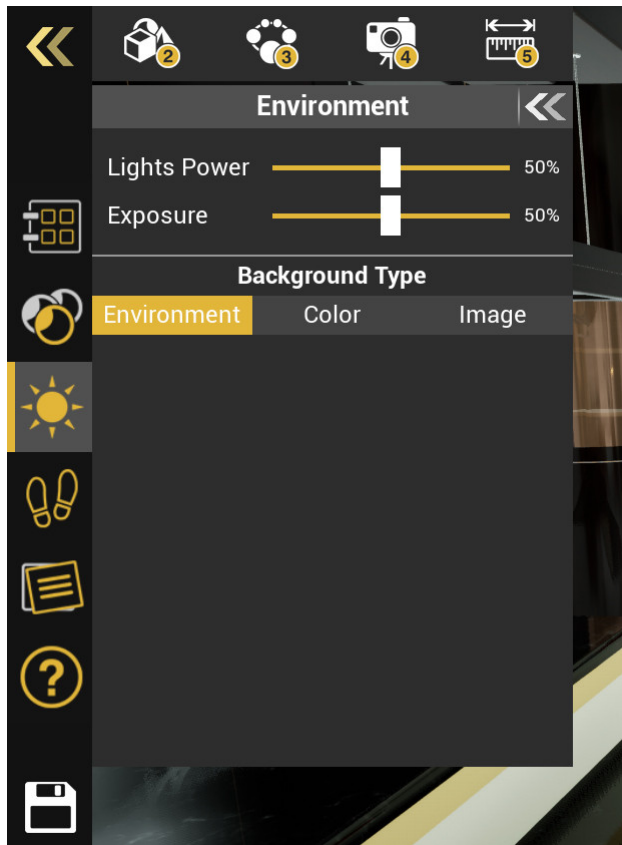 2
3
4
5
Environment
Lights Power 50%
Exposure 50%
Background Type
Environment Color Image
?